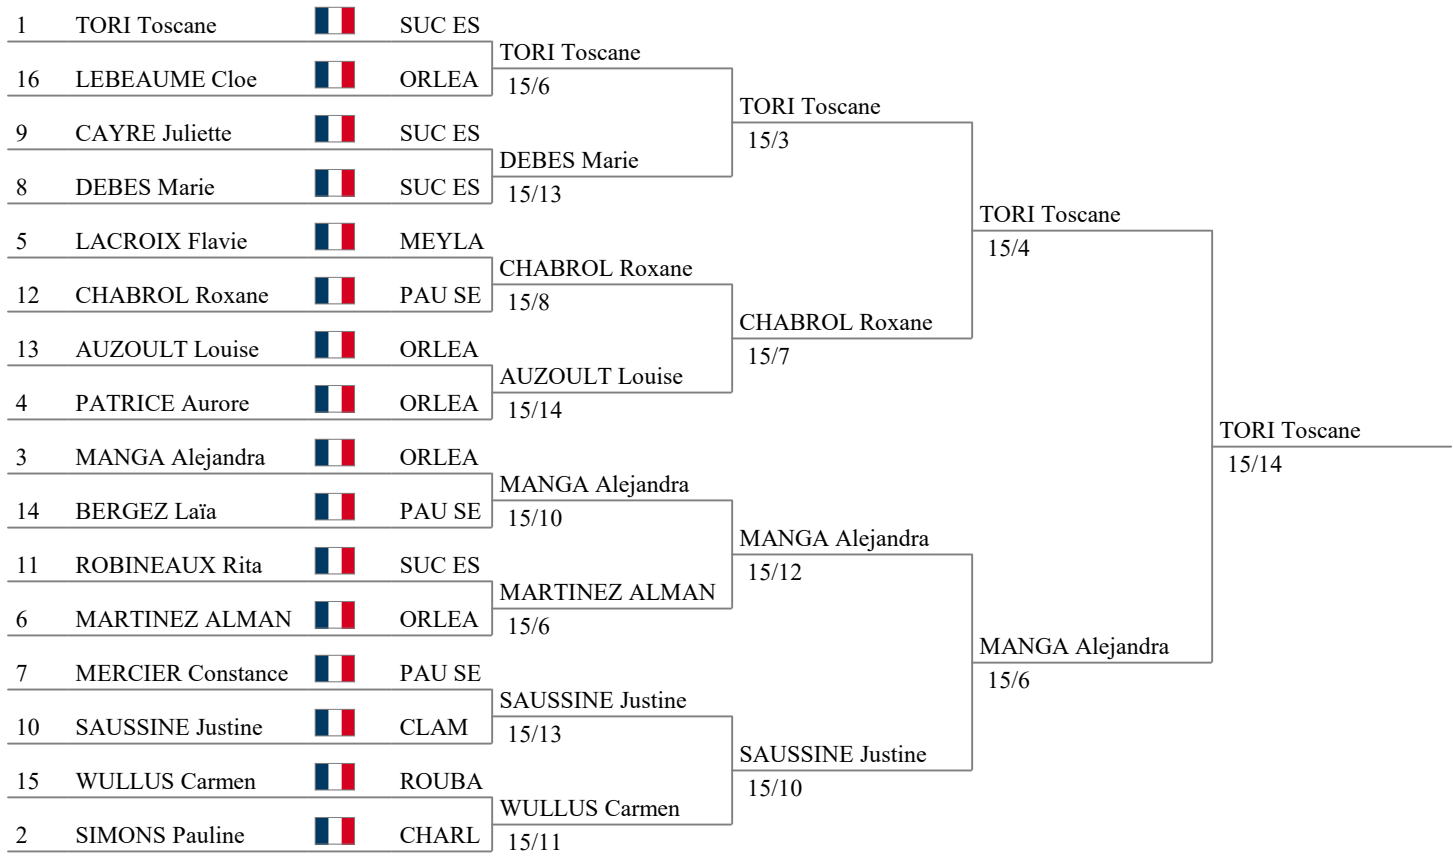 1 TORI Toscane SUC ES
16 LEBEAUME Cloe ORLEA
9 CAYRE Juliette SUC ES
8 DEBES Marie SUC ES
5 LACROIX Flavie MEYLA
12 CHABROL Roxane PAU SE
13 AUZOULT Louise ORLEA
4 PATRICE Aurore ORLEA
3 MANGA Alejandra ORLEA
14 BERGEZ Laïa PAU SE
11 ROBINEAUX Rita SUC ES
6 MARTINEZ ALMAN ORLEA
7 MERCIER Constance PAU SE
10 SAUSSINE Justine CLAM
15 WULLUS Carmen ROUBA
2 SIMONS Pauline CHARL
TORI Toscane
15/6
DEBES Marie
15/13
CHABROL Roxane
15/8
AUZOULT Louise
15/14
MANGA Alejandra
15/10
MARTINEZ ALMAN
15/6
SAUSSINE Justine
15/13
WULLUS Carmen
15/11
TORI Toscane
15/3
CHABROL Roxane
15/7
MANGA Alejandra
15/12
SAUSSINE Justine
15/10
TORI Toscane
15/4
MANGA Alejandra
15/6
TORI Toscane
15/14